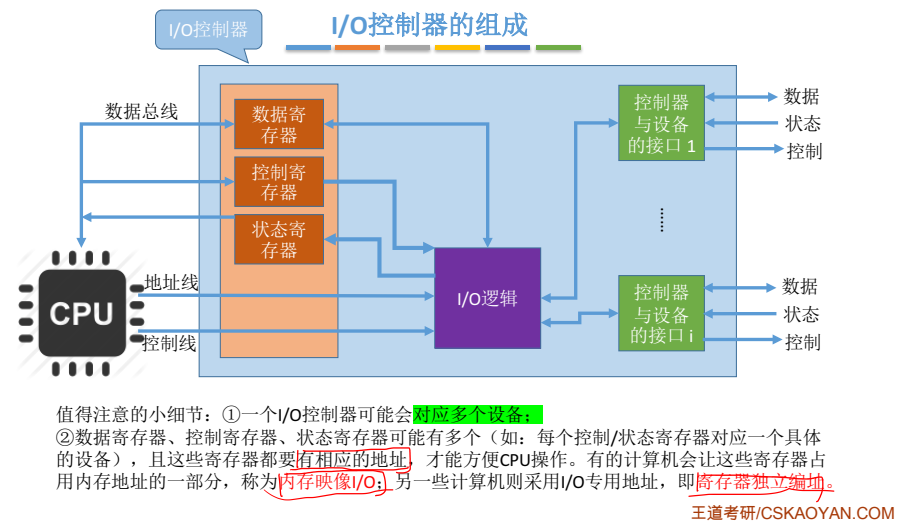 I/O控制器的组成
I/O控制器
数据总线
数据寄
存器
控制寄
存器
状态寄
存器
CPU
地址线
控制线
I/O逻辑
控制器
与设备
的接口 1
数据
状态
控制
......
控制器
与设备
的接口 i
数据
状态
控制
值得注意的小细节：①一个I/O控制器可能会对应多个设备；
②数据寄存器、控制寄存器、状态寄存器可能有多个（如：每个控制/状态寄存器对应一个具体
的设备），且这些寄存器都要有相应的地址，才能方便CPU操作。有的计算机会让这些寄存器占
用内存地址的一部分，称为内存映像I/O；另一些计算机则采用I/O专用地址，即寄存器独立编址。
王道考研/CSKAOYAN.COM